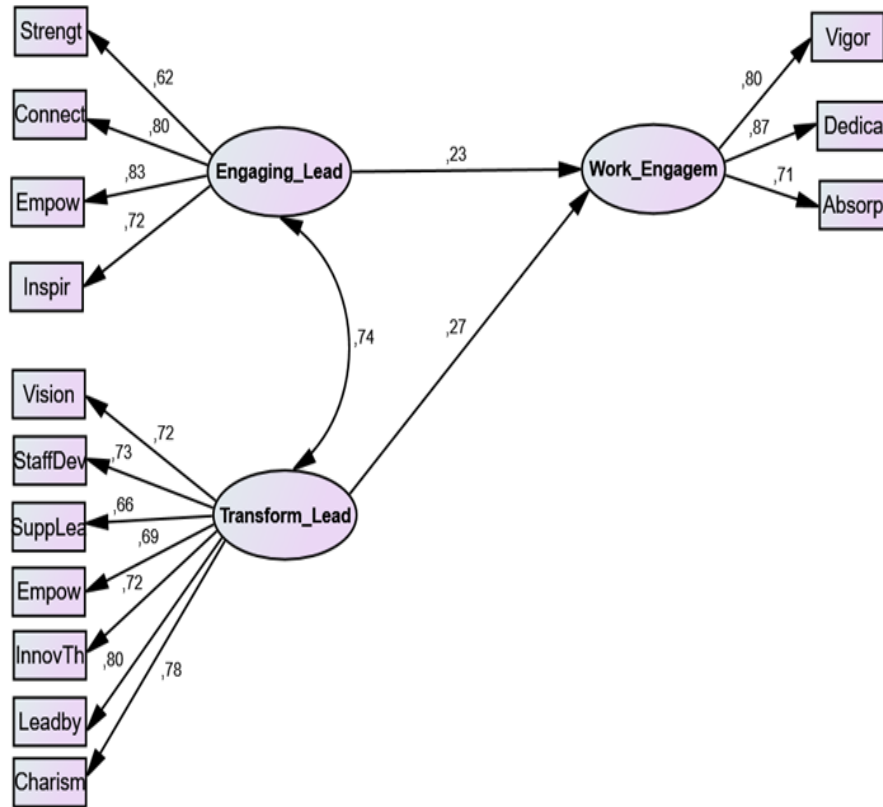 Strengt
,62
Connect
,80
Empow
,83
Inspir
,72
Engaging_Lead
,23
Work_Engagem
Vigor
,80
Dedica
,87
Absorp
,71
,74
,27
Vision
,72
StaffDev
,73
SuppLea
,66
Empow
,69
InnovTh
,72
Leadby
,80
Charism
,78
Transform_Lead